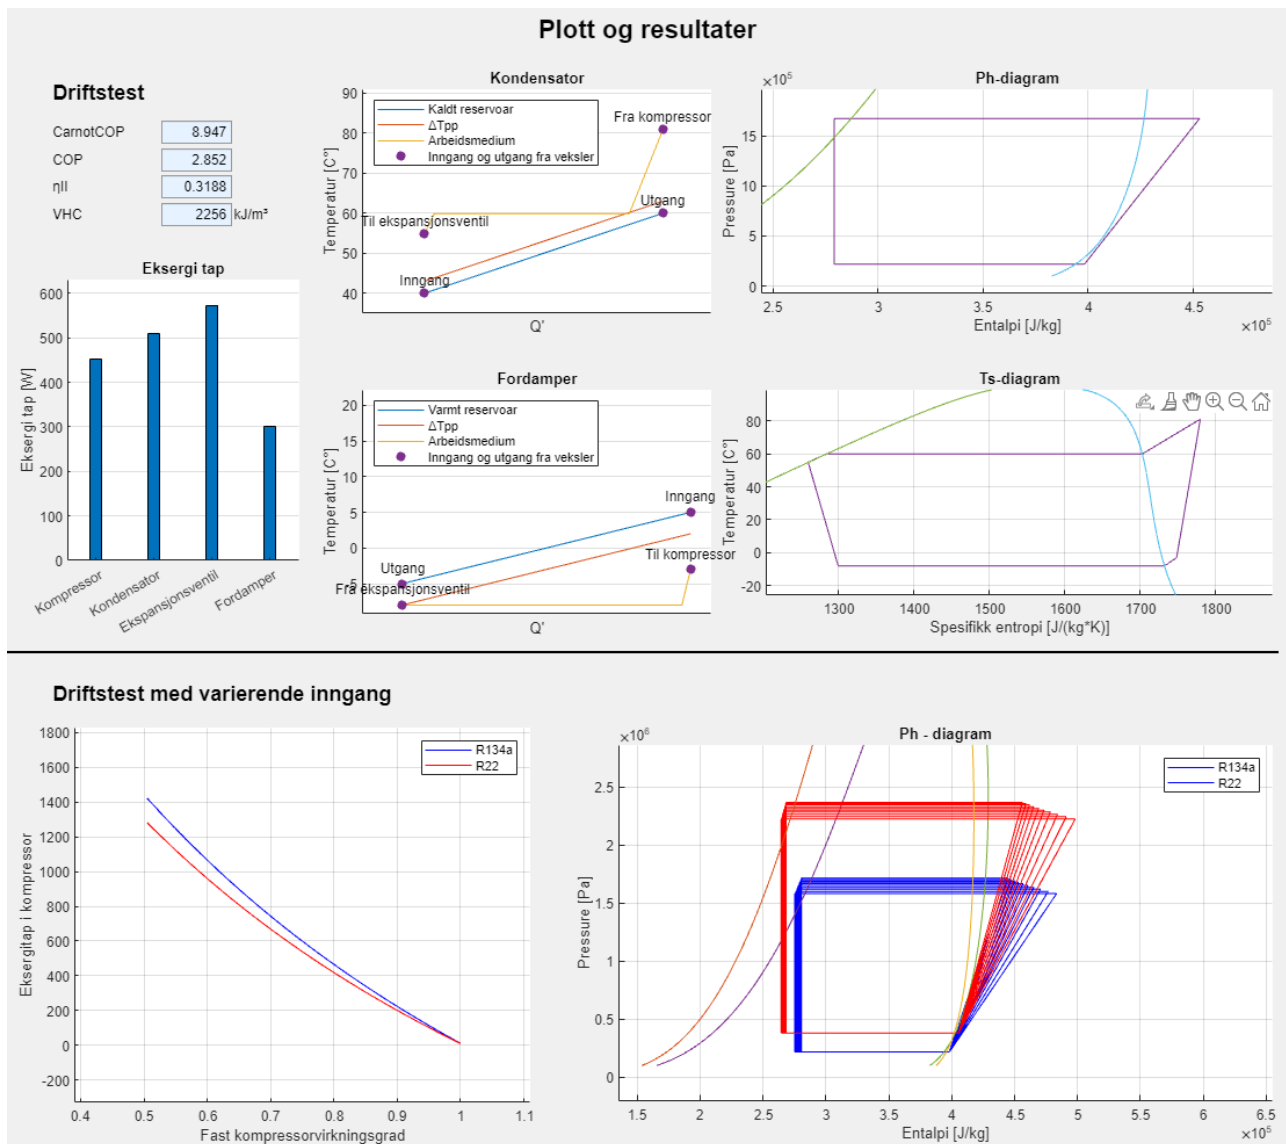 Plott og resultater
Driftstest
CarnotCOP 8.947
COP 2.852
ηII 0.3188
VHC 2256 kJ/m³
Eksergi tap
Eksergi tap [W]
600
500
400
300
200
100
0
Kompressor
Kondensator
Ekspansjonsventil
Fordamper
Kondensator
Temperatur [C°]
90
80
70
60
50
40
Kaldt reservoar
ΔTpp
Arbeidsmedium
Inngang og utgang fra veksler
Fra kompressor
Utgang
Til ekspansjonsventil
Inngang
Q'
Ph-diagram
×10⁵
Pressure [Pa]
15
10
5
0
2.5 3 3.5 4 4.5
Entalpi [J/kg] ×10⁵
Fordamper
Temperatur [C°]
20
15
10
5
0
-5
Varmt reservoar
ΔTpp
Arbeidsmedium
Inngang og utgang fra veksler
Inngang
Til kompressor
Utgang
Fra ekspansjonsventil
Q'
Ts-diagram
Temperatur [C°]
80
60
40
20
0
-20
1300 1400 1500 1600 1700 1800
Spesifikk entropi [J/(kg*K)]
Driftstest med varierende inngang
Eksergitap i kompressor
1800
1600
1400
1200
1000
800
600
400
200
0
-200
R134a
R22
0.4 0.5 0.6 0.7 0.8 0.9 1 1.1
Fast kompressorvirkningsgrad
Ph - diagram
×10⁶
Pressure [Pa]
2.5
2
1.5
1
0.5
0
R134a
R22
1.5 2 2.5 3 3.5 4 4.5 5 5.5 6 6.5
Entalpi [J/kg] ×10⁵